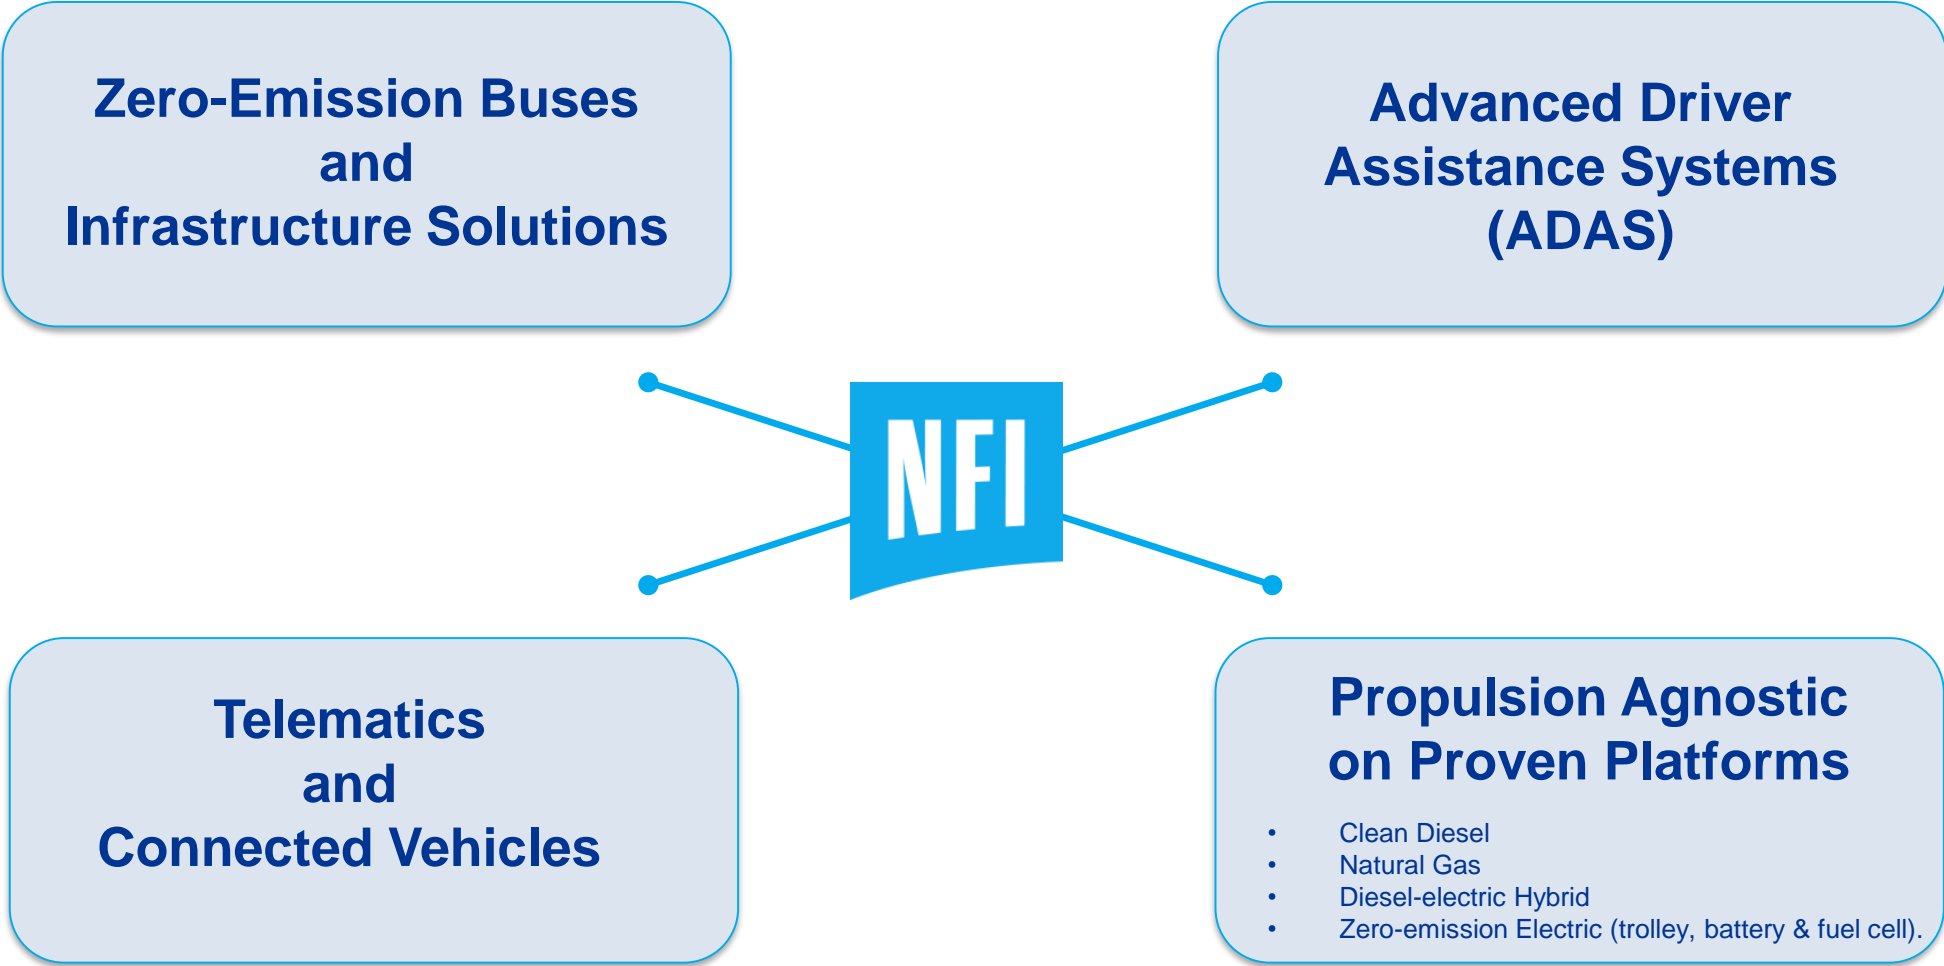 Zero-Emission Buses
and
Infrastructure Solutions
Advanced Driver
Assistance Systems
(ADAS)
NFI
Telematics
and
Connected Vehicles
Propulsion Agnostic
on Proven Platforms
• Clean Diesel
• Natural Gas
• Diesel-electric Hybrid
• Zero-emission Electric (trolley, battery & fuel cell).